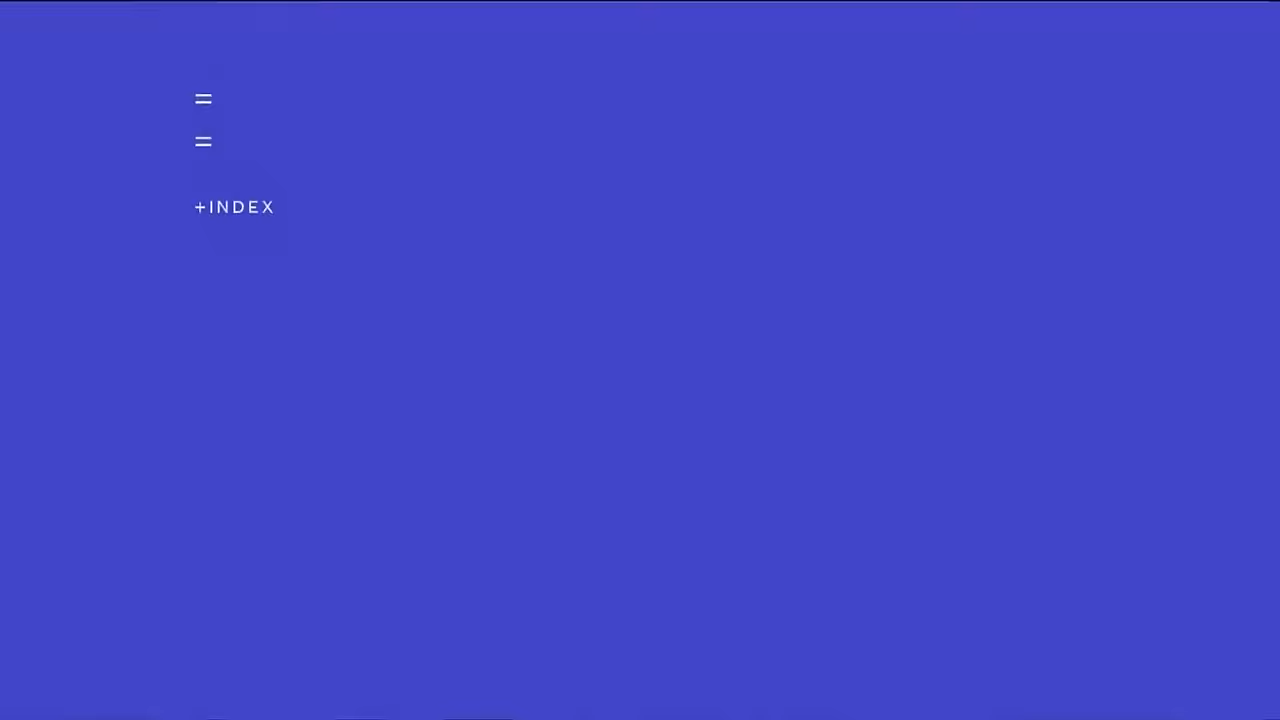 =
=
+INDEX